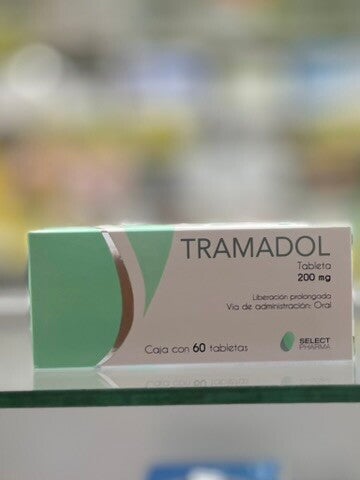 TRAMADOL
Tableta
200 mg
Liberación prolongada
Vía de administración: Oral
Caja con 60 tabletas
SELECT
PHARMA